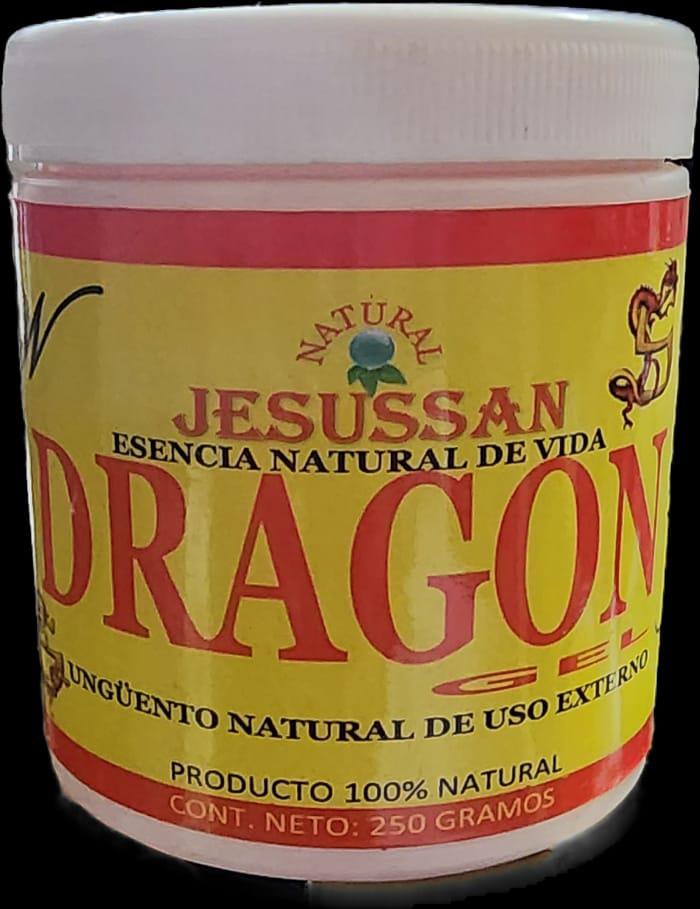 NATURAL
JESUSSAN
ESENCIA NATURAL DE VIDA
DRAGON
GEL
UNGÜENTO NATURAL DE USO EXTERNO
PRODUCTO 100% NATURAL
CONT. NETO: 250 GRAMOS